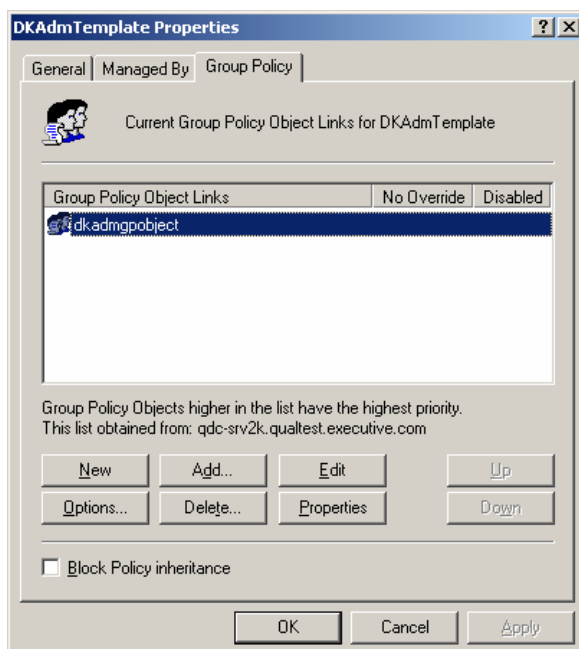 DKAdmTemplate Properties
General Managed By Group Policy
Current Group Policy Object Links for DKAdmTemplate
Group Policy Object Links No Override Disabled
dkadmgpobject
Group Policy Objects higher in the list have the highest priority.
This list obtained from: qdc-srv2k.qualtest.executive.com
New Add... Edit Up
Options... Delete... Properties Down
Block Policy inheritance
OK Cancel Apply